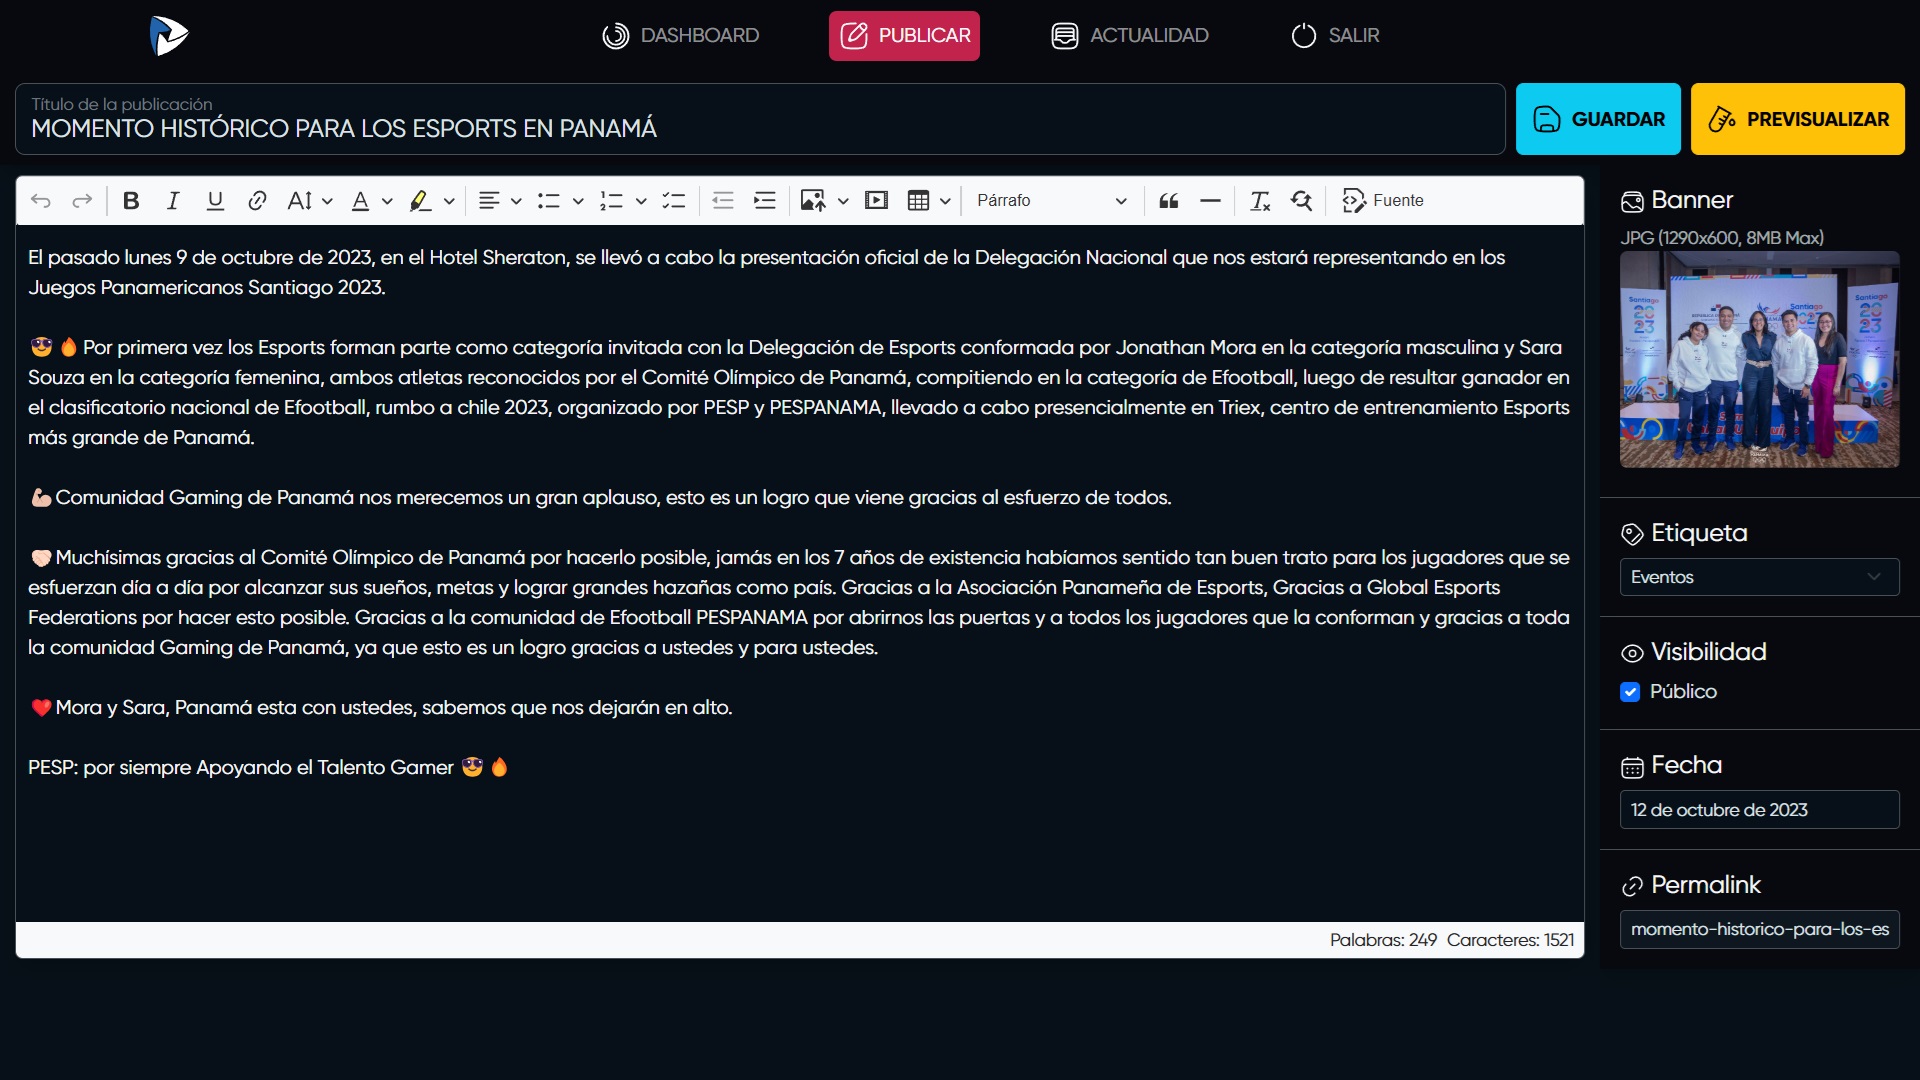 DASHBOARD
PUBLICAR
ACTUALIDAD
SALIR
Título de la publicación
MOMENTO HISTÓRICO PARA LOS ESPORTS EN PANAMÁ
GUARDAR
PREVISUALIZAR
Párrafo
Fuente
El pasado lunes 9 de octubre de 2023, en el Hotel Sheraton, se llevó a cabo la presentación oficial de la Delegación Nacional que nos estará representando en los
Juegos Panamericanos Santiago 2023.
😎🔥Por primera vez los Esports forman parte como categoría invitada con la Delegación de Esports conformada por Jonathan Mora en la categoría masculina y Sara
Souza en la categoría femenina, ambos atletas reconocidos por el Comité Olímpico de Panamá, compitiendo en la categoría de Efootball, luego de resultar ganador en
el clasificatorio nacional de Efootball, rumbo a chile 2023, organizado por PESP y PESPANAMA, llevado a cabo presencialmente en Triex, centro de entrenamiento Esports
más grande de Panamá.
💪🏻Comunidad Gaming de Panamá nos merecemos un gran aplauso, esto es un logro que viene gracias al esfuerzo de todos.
🤝🏻Muchísimas gracias al Comité Olímpico de Panamá por hacerlo posible, jamás en los 7 años de existencia habíamos sentido tan buen trato para los jugadores que se
esfuerzan día a día por alcanzar sus sueños, metas y lograr grandes hazañas como país. Gracias a la Asociación Panameña de Esports, Gracias a Global Esports
Federations por hacer esto posible. Gracias a la comunidad de Efootball PESPANAMA por abrirnos las puertas y a todos los jugadores que la conforman y gracias a toda
la comunidad Gaming de Panamá, ya que esto es un logro gracias a ustedes y para ustedes.
❤️Mora y Sara, Panamá esta con ustedes, sabemos que nos dejarán en alto.
PESP: por siempre Apoyando el Talento Gamer 😎🔥
Palabras: 249 Caracteres: 1521
Banner
JPG (1290x600, 8MB Max)
Santiago
2023
Santiago
Santiago
2023
Etiqueta
Eventos
Visibilidad
Público
Fecha
12 de octubre de 2023
Permalink
momento-historico-para-los-es